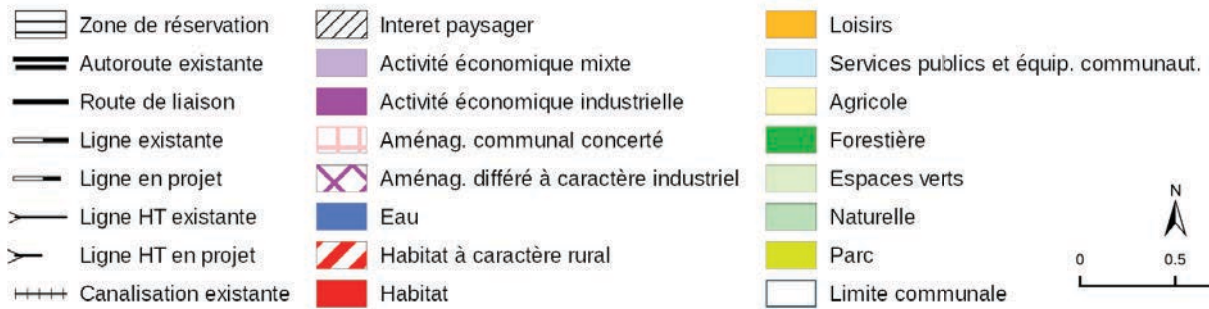 Zone de réservation
Autoroute existante
Route de liaison
Ligne existante
Ligne en projet
Ligne HT existante
Ligne HT en projet
Canalisation existante
Interet paysager
Activité économique mixte
Activité économique industrielle
Aménag. communal concerté
Aménag. différé à caractère industriel
Eau
Habitat à caractère rural
Habitat
Loisirs
Services publics et équip. communaut.
Agricole
Forestière
Espaces verts
Naturelle
Parc
Limite communale
N
0 0.5